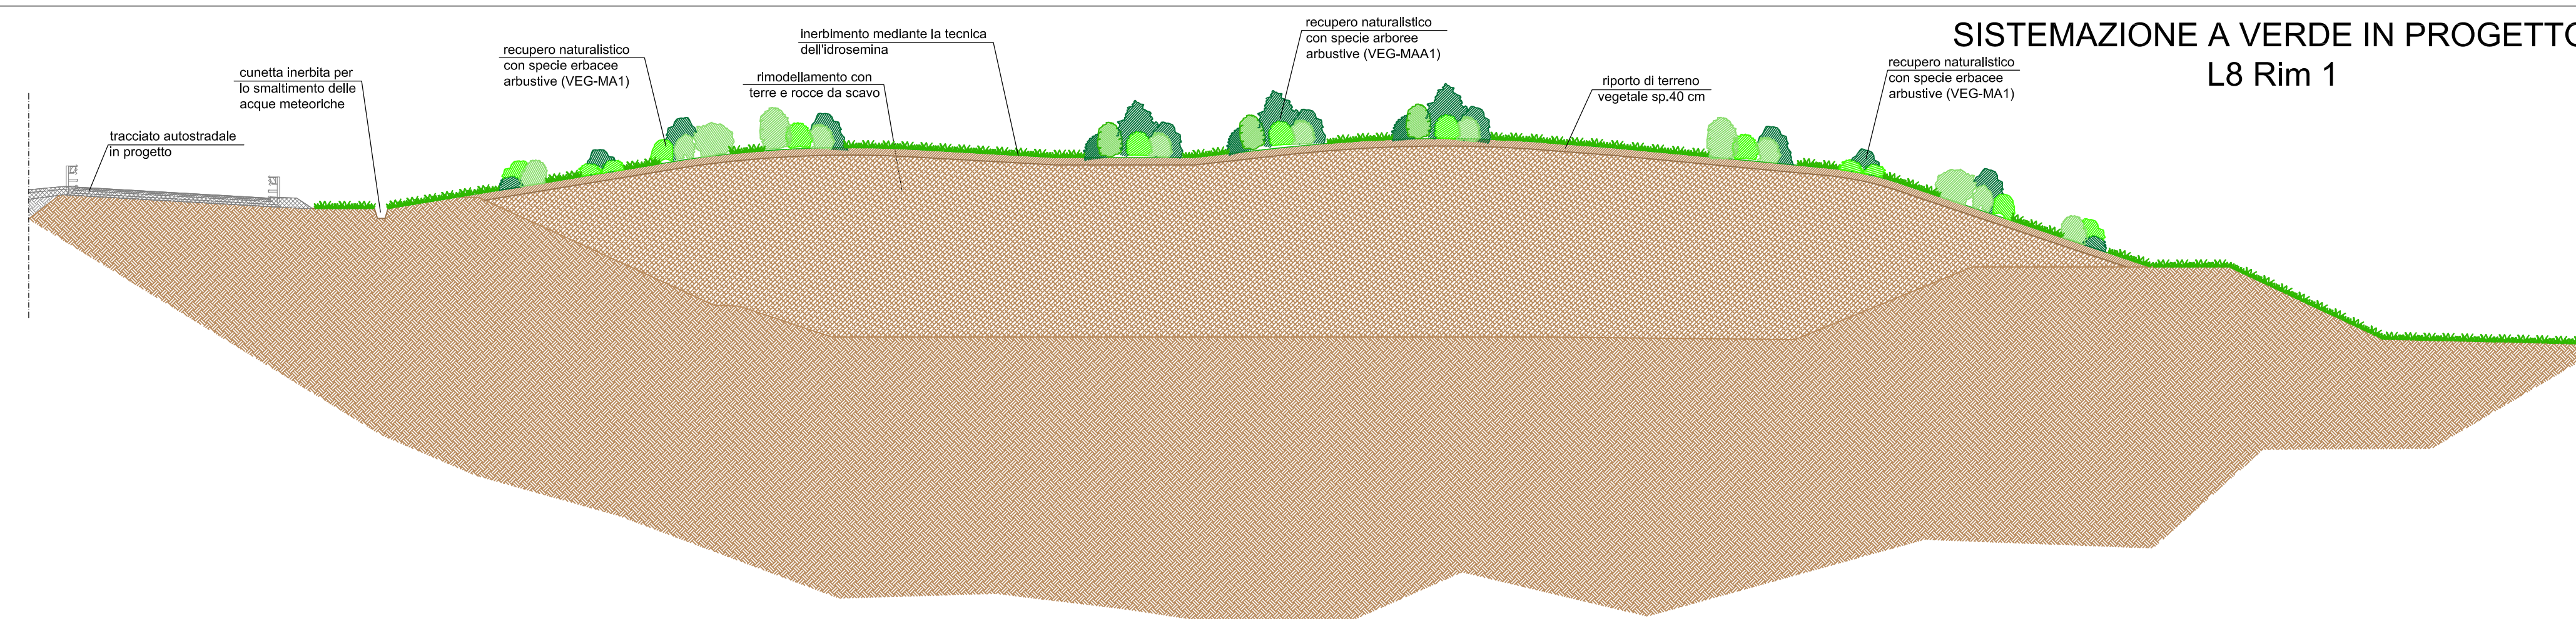 SISTEMAZIONE A VERDE IN PROGETTO
L8 Rim 1
tracciato autostradale
in progetto
cunetta inerbita per
lo smaltimento delle
acque meteoriche
recupero naturalistico
con specie erbacee
arbustive (VEG-MA1)
rimodellamento con
terre e rocce da scavo
inerbimento mediante la tecnica
dell'idrosemina
recupero naturalistico
con specie arboree
arbustive (VEG-MAA1)
riporto di terreno
vegetale sp.40 cm
recupero naturalistico
con specie erbacee
arbustive (VEG-MA1)